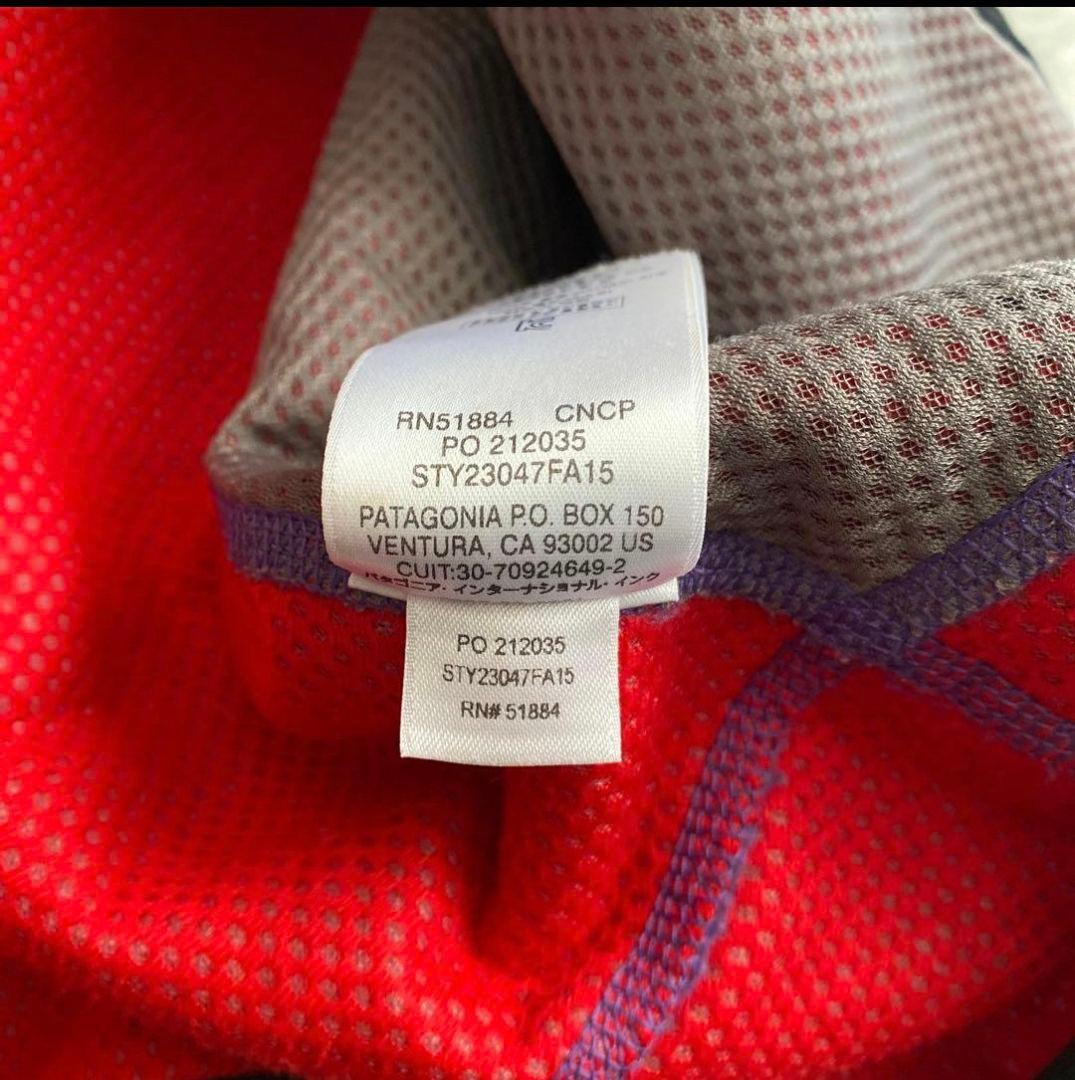 RN51884 CNCP
PO 212035
STY23047FA15
PATAGONIA P.O. BOX 150
VENTURA, CA 93002 US
CUIT:30-70924649-2
パタゴニア・インターナショナル・インク
PO 212035
STY23047FA15
RN# 51884